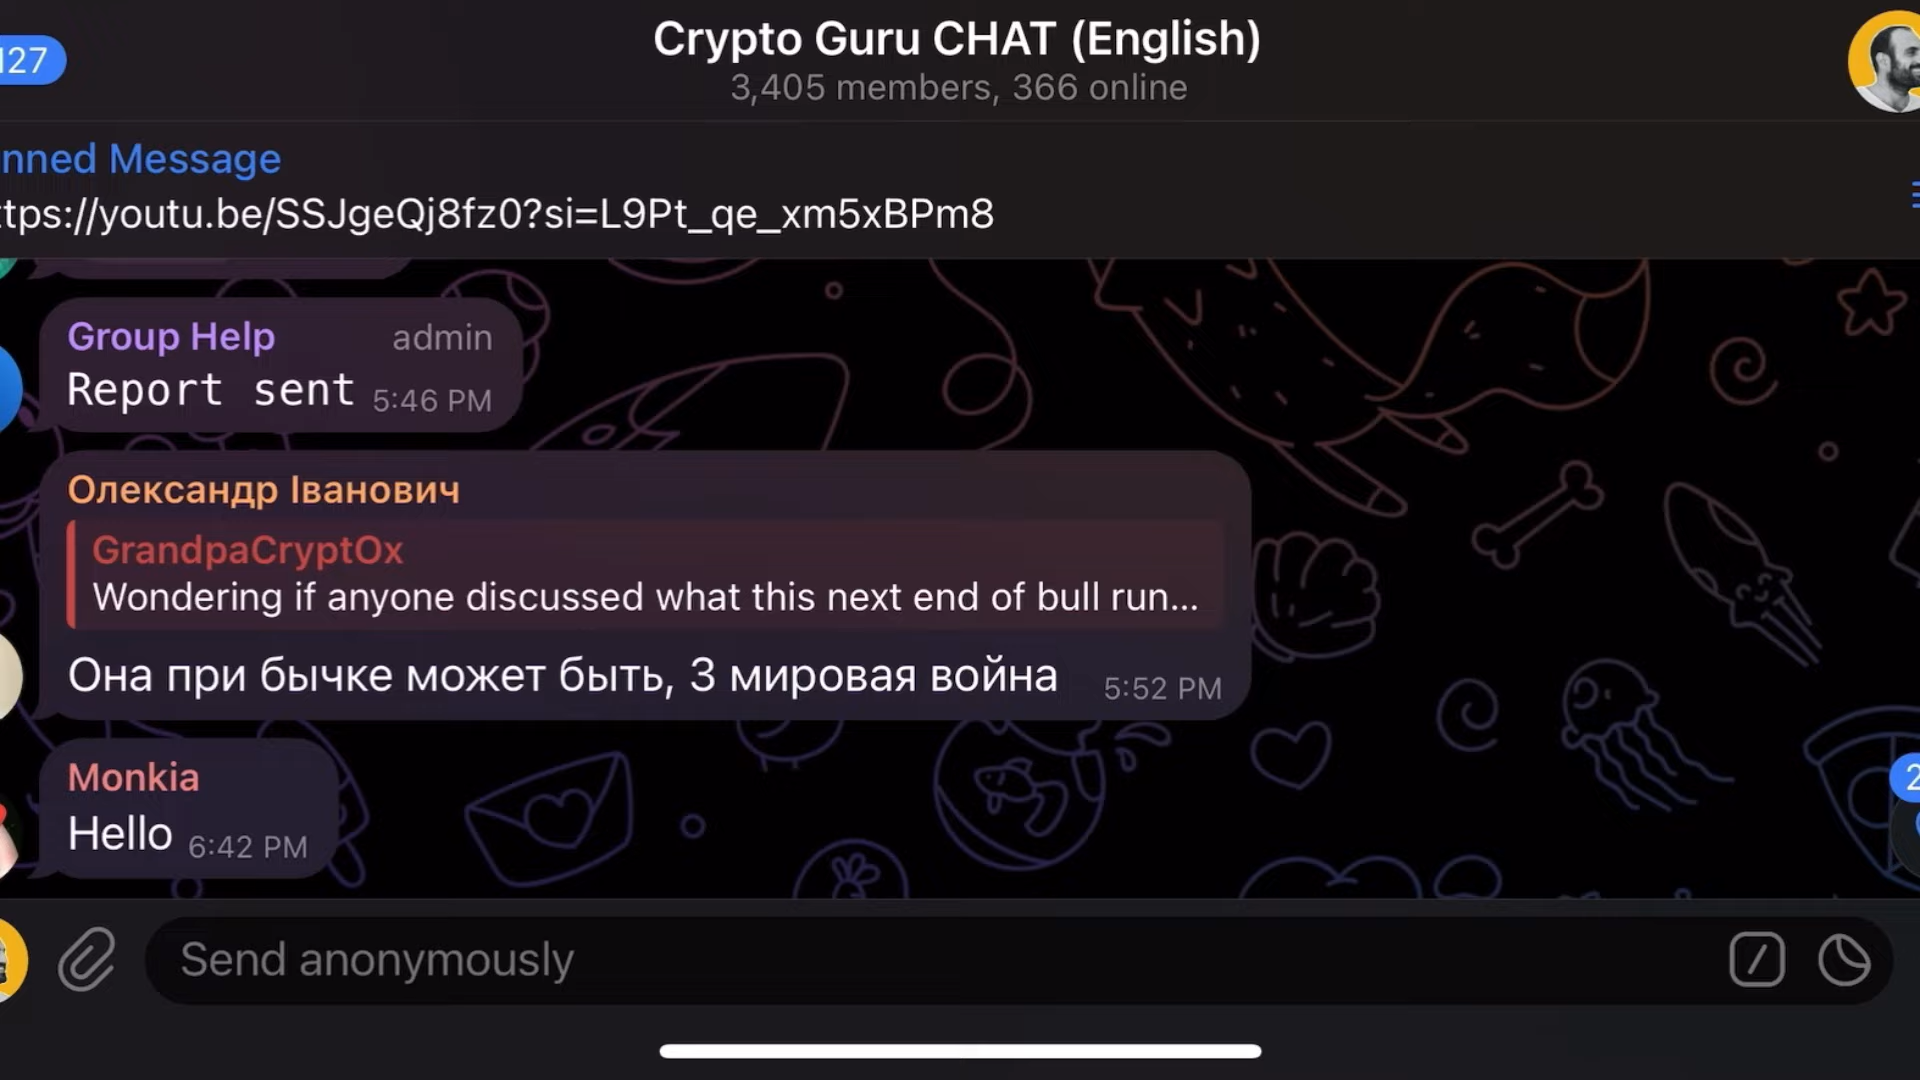 Crypto Guru CHAT (English)
127
3,405 members, 366 online
nned Message
ttps://youtu.be/SSJgeQj8fz0?si=L9Pt_qe_xm5xBPm8
Group Help admin
Report sent 5:46 PM
Олександр Іванович
GrandpaCryptOx
Wondering if anyone discussed what this next end of bull run...
Она при бычке может быть, 3 мировая война 5:52 PM
Monkia
Hello 6:42 PM
2
Send anonymously